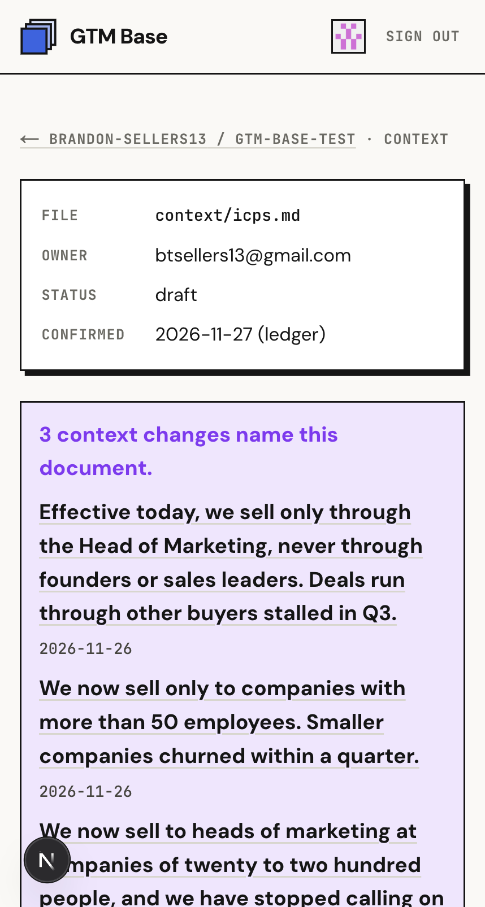 GTM Base
SIGN OUT
← BRANDON-SELLERS13 / GTM-BASE-TEST · CONTEXT
FILE context/icps.md
OWNER btsellers13@gmail.com
STATUS draft
CONFIRMED 2026-11-27 (ledger)
3 context changes name this
document.
Effective today, we sell only through
the Head of Marketing, never through
founders or sales leaders. Deals run
through other buyers stalled in Q3.
2026-11-26
We now sell only to companies with
more than 50 employees. Smaller
companies churned within a quarter.
2026-11-26
We now sell to heads of marketing at
N
of twenty to two hundred
people, and we have stopped calling on